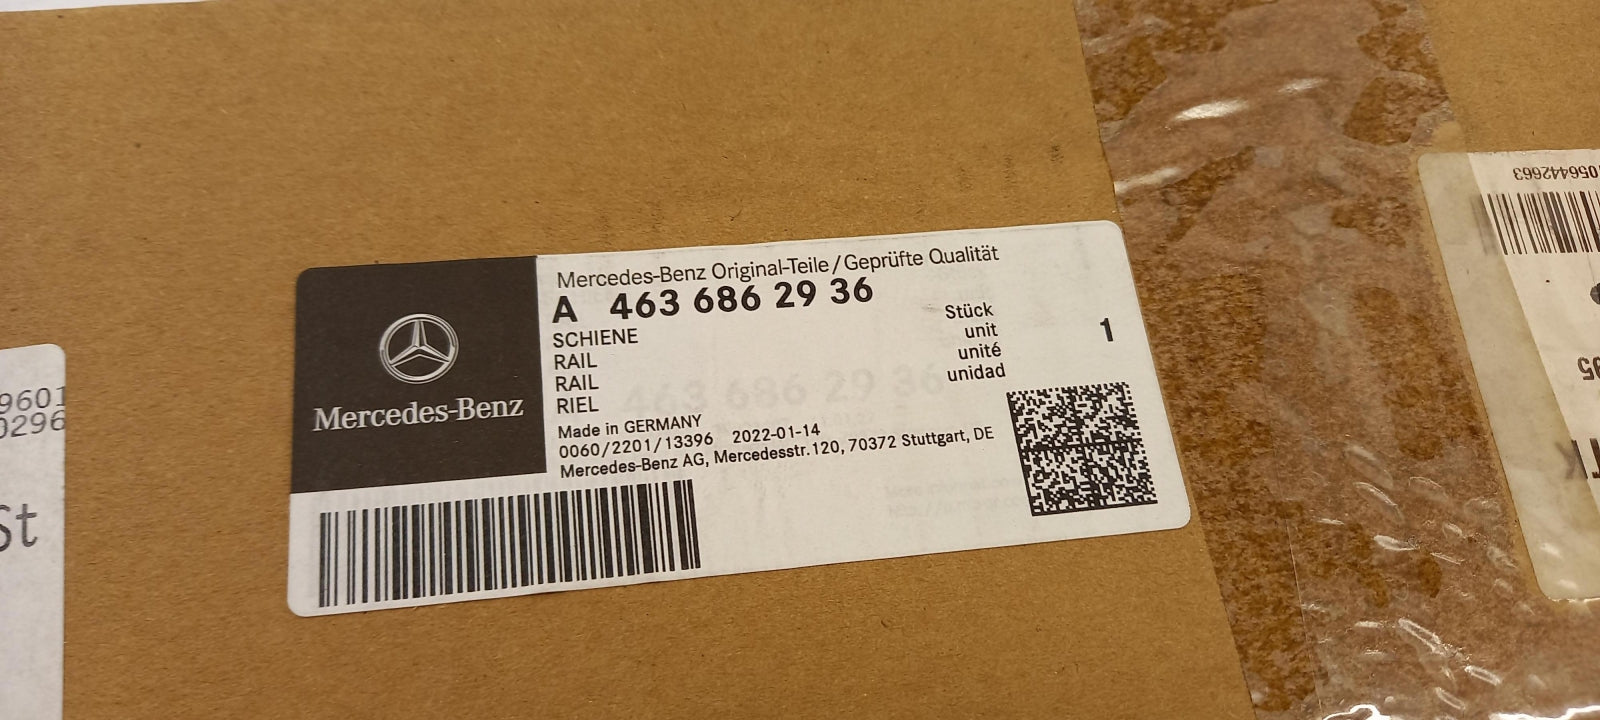 9601
0296
St
Mercedes-Benz
Mercedes-Benz Original-Teile/Geprüfte Qualität
A 463 686 29 36
SCHIENE
RAIL
RAIL
RIEL
Stück
unit
unité
unidad
1
Made in GERMANY
0060/2201/13396 2022-01-14
Mercedes-Benz AG, Mercedesstr.120, 70372 Stuttgart, DE
1056442663
95